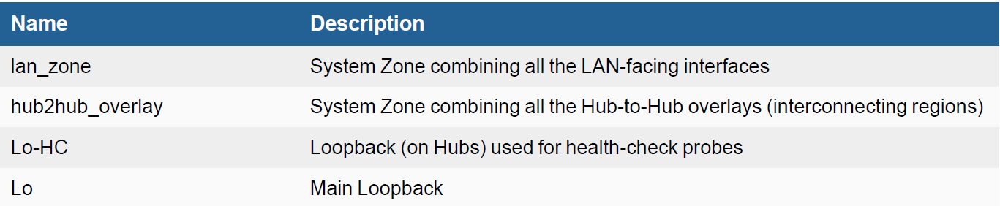 Name Description
lan_zone System Zone combining all the LAN-facing interfaces
hub2hub_overlay System Zone combining all the Hub-to-Hub overlays (interconnecting regions)
Lo-HC Loopback (on Hubs) used for health-check probes
Lo Main Loopback